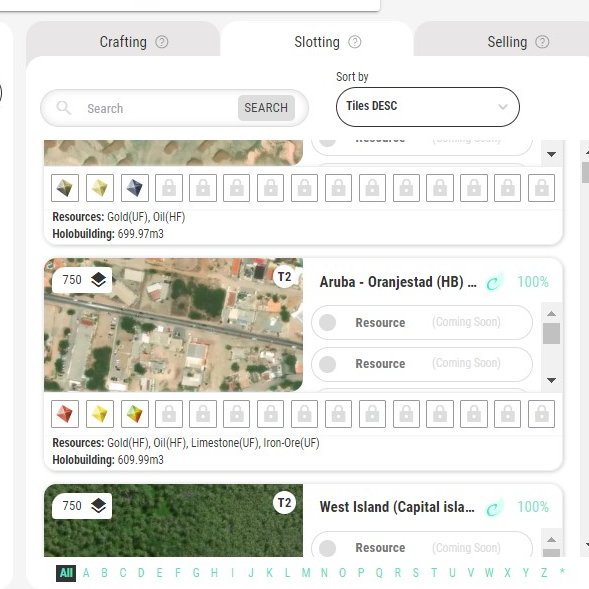 Crafting ?
Slotting ?
Selling ?
Sort by
Search SEARCH
Tiles DESC
Resource (Coming Soon)
Resources: Gold(UF), Oil(HF)
Holobuilding: 699.97m3
750 T2
Aruba - Oranjestad (HB) ... 100%
Resource (Coming Soon)
Resource (Coming Soon)
Resources: Gold(HF), Oil(HF), Limestone(UF), Iron-Ore(UF)
Holobuilding: 609.99m3
750 T2
West Island (Capital isla... 100%
Resource (Coming Soon)
All A B C D E F G H I J K L M N O P Q R S T U V W X Y Z *